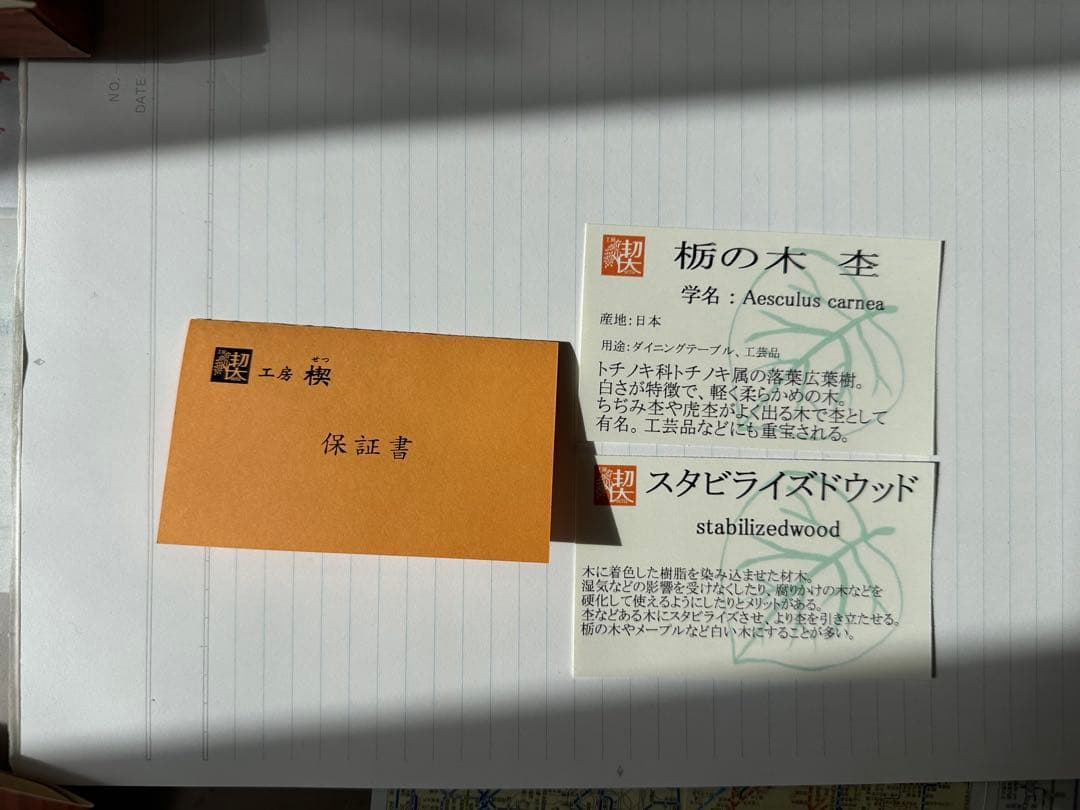 NO.
DATE
せつ
工房 楔
保証書
栃の木 杢
学名：Aesculus carnea
産地:日本
用途:ダイニングテーブル、工芸品
トチノキ科トチノキ属の落葉広葉樹。
白さが特徴で、軽く柔らかめの木。
ちぢみ杢や虎杢がよく出る木で杢として
有名。工芸品などにも重宝される。
スタビライズドウッド
stabilizedwood
木に着色した樹脂を染み込ませた材木。
湿気などの影響を受けなくしたり、腐りかけの木などを
硬化して使えるようにしたりとメリットがある。
杢などある木にスタビライズさせ、より杢を引き立たせる。
栃の木やメープルなど白い木にすることが多い。